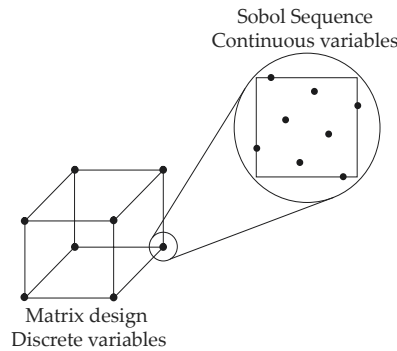 Sobol Sequence
Continuous variables
Matrix design
Discrete variables